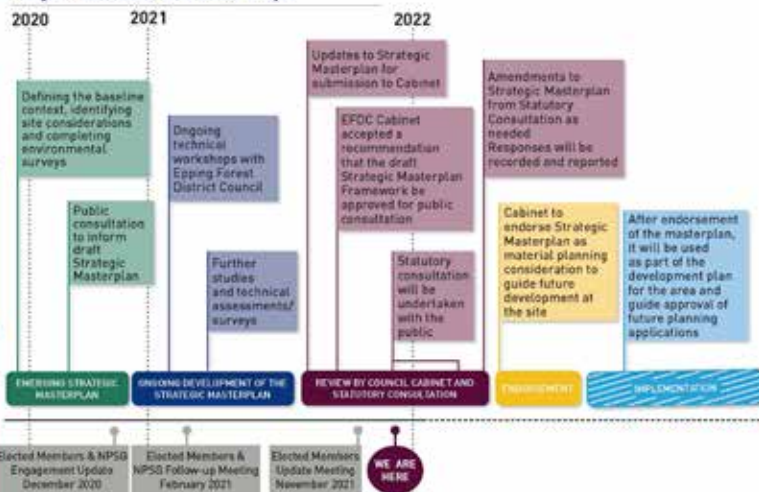 2020
2021
2022
Defining the baseline
context, identifying
site considerations
and completing
environmental
surveys
Public
consultation
to inform
draft
Strategic
Masterplan
Ongoing
technical
workshops with
Epping Forest
District Council
Further
studies
and technical
assessments/
surveys
Updates to Strategic
Masterplan for
submission to Cabinet
EFDC Cabinet
accepted a
recommendation
that the draft
Strategic Masterplan
Framework be
approved for public
consultation
Statutory
consultation
will be
undertaken
with the
public
Amendments to
Strategic Masterplan
from Statutory
Consultation as
needed
Responses will be
recorded and reported
Cabinet to
endorse Strategic
Masterplan as
material planning
consideration to
guide future
development at
the site
After endorsement
of the masterplan,
it will be used
as part of the
development plan
for the area and
guide approval of
future planning
applications
EMERGING STRATEGIC
MASTERPLAN
ONGOING DEVELOPMENT OF THE
STRATEGIC MASTERPLAN
REVIEW BY COUNCIL CABINET AND
STATUTORY CONSULTATION
ENDORSEMENT
IMPLEMENTATION
Elected Members & NPSG
Engagement Update
December 2020
Elected Members &
NPSG Follow-up Meeting
February 2021
Elected Members
Update Meeting
November 2021
WE ARE
HERE